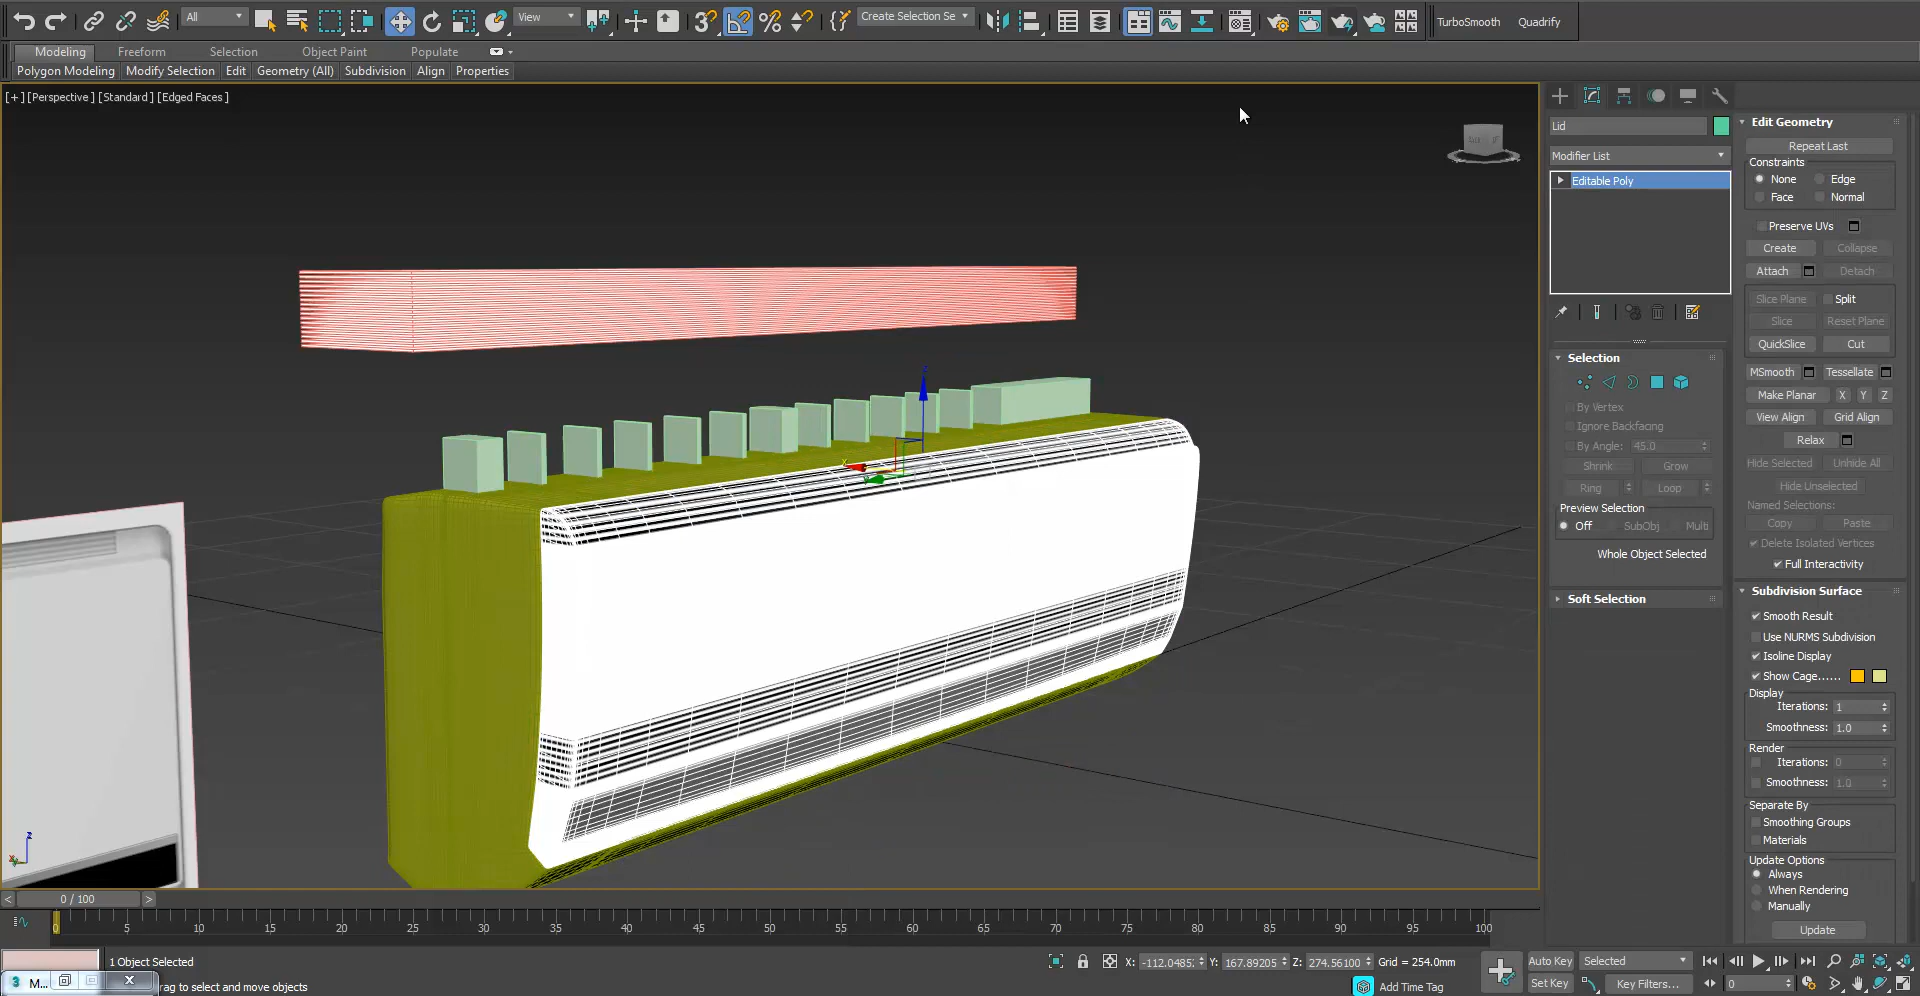 All
View
Create Selection Se
TurboSmooth
Quadrify
Modeling
Freeform
Selection
Object Paint
Populate
Polygon Modeling
Modify Selection
Edit
Geometry (All)
Subdivision
Align
Properties
[+] [Perspective] [Standard] [Edged Faces]
Lid
Modifier List
Editable Poly
Selection
By Vertex
Ignore Backfacing
By Angle: 45.0
Shrink Grow
Ring Loop
Preview Selection
Off SubObj Multi
Whole Object Selected
Soft Selection
Edit Geometry
Repeat Last
Constraints
None Edge
Face Normal
Preserve UVs
Create Collapse
Attach Detach
Slice Plane Split
Slice Reset Plane
QuickSlice Cut
MSmooth Tessellate
Make Planar X Y Z
View Align Grid Align
Relax
Hide Selected Unhide All
Hide Unselected
Named Selections:
Copy Paste
Delete Isolated Vertices
Full Interactivity
Subdivision Surface
Smooth Result
Use NURMS Subdivision
Isoline Display
Show Cage......
Display
Iterations: 1
Smoothness: 1.0
Render
Iterations: 0
Smoothness: 1.0
Separate By
Smoothing Groups
Materials
Update Options
Always
When Rendering
Manually
Update
z
x
< 0 / 100 >
0 5 10 15 20 25 30 35 40 45 50 55 60 65 70 75 80 85 90 95 100
1 Object Selected
X: -112.0485: Y: 167.89205 Z: 274.56100 Grid = 254.0mm
Auto Key
Selected
3 M...
rag to select and move objects
Add Time Tag
Set Key
Key Filters...
0